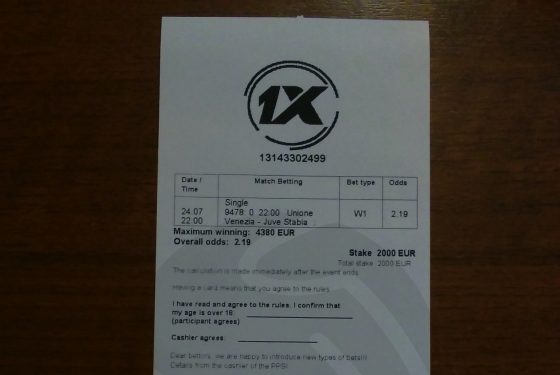 1X
13143302499
Date / Time Match Betting Bet type Odds
Single
24.07 9478 0 22:00 Unione W1 2.19
22:00 Venezia - Juve Stabia
Maximum winning: 4380 EUR
Overall odds: 2.19
Stake 2000 EUR
Total stake 2000 EUR
The calculation is made immediately after the event ends.
Having a card means that you agree to the rules.
I have read and agree to the rules. I confirm that
my age is over 18:
(participant agrees)
Cashier agrees:
Dear bettors, we are happy to introduce new types of bets!!!
Details from the cashier of the PPS!